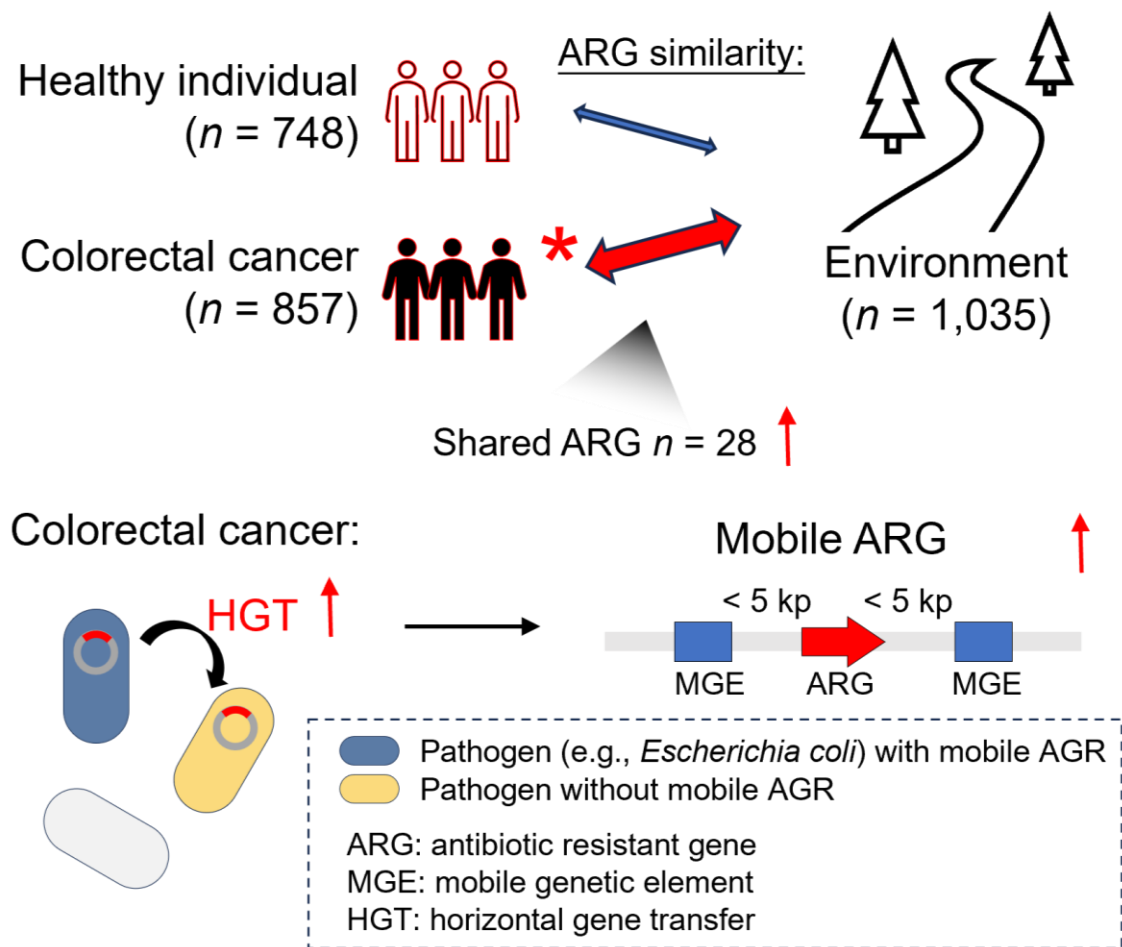 Healthy individual
(n = 748)
ARG similarity:
Colorectal cancer
(n = 857)
*
Environment
(n = 1,035)
Shared ARG n = 28
Colorectal cancer:
HGT
Mobile ARG
< 5 kp
< 5 kp
MGE
ARG
MGE
Pathogen (e.g., Escherichia coli) with mobile AGR
Pathogen without mobile AGR
ARG: antibiotic resistant gene
MGE: mobile genetic element
HGT: horizontal gene transfer